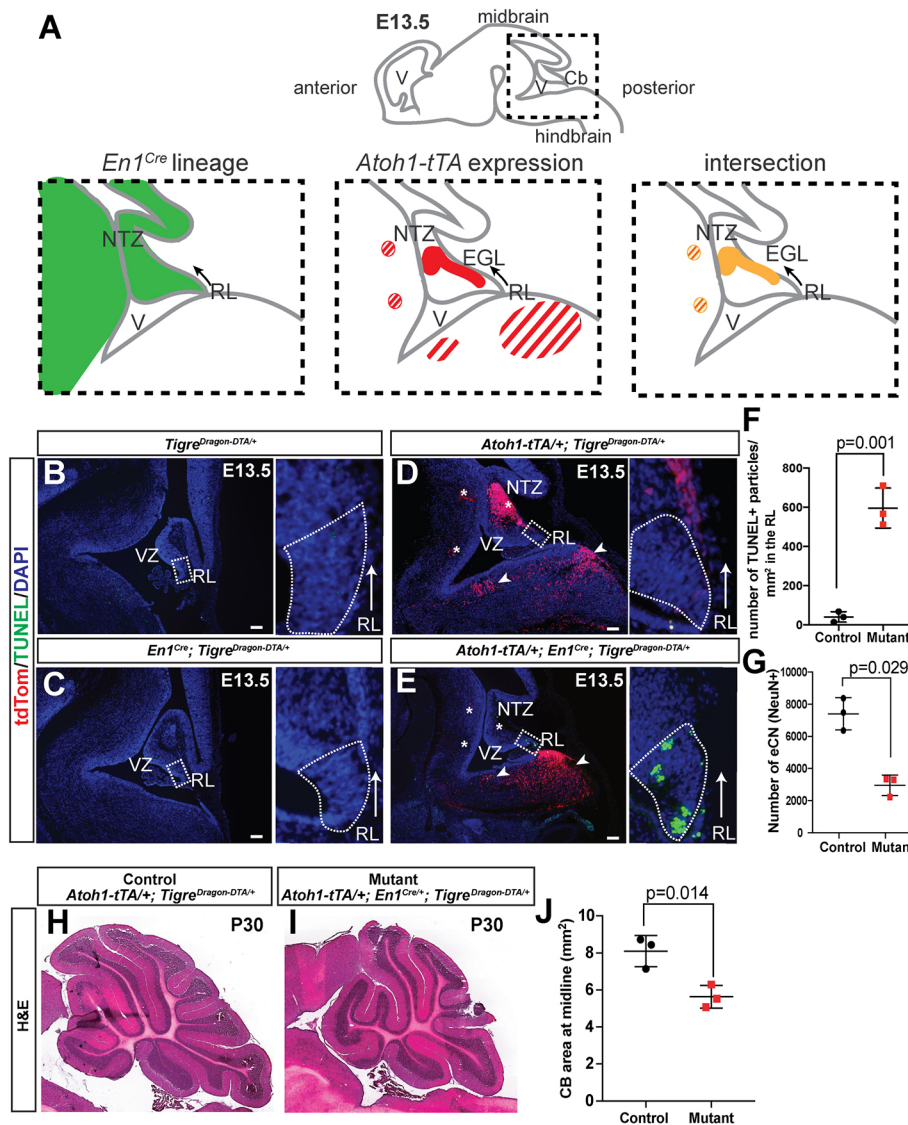 A
E13.5
midbrain
anterior
V
V
Cb
posterior
hindbrain
En1Cre lineage
Atoh1-tTA expression
intersection
NTZ
RL
V
NTZ
EGL
RL
V
NTZ
EGL
RL
V
tdTom/TUNEL/DAPI
TigreDragon-DTA/+
B
E13.5
VZ
RL
RL
En1Cre; TigreDragon-DTA/+
C
E13.5
VZ
RL
RL
Atoh1-tTA/+; TigreDragon-DTA/+
D
E13.5
NTZ
*
*
*
VZ
RL
RL
Atoh1-tTA/+; En1Cre; TigreDragon-DTA/+
E
E13.5
NTZ
*
*
*
VZ
RL
RL
F
p=0.001
number of TUNEL+ particles/
mm2 in the RL
800
600
400
200
0
Control Mutant
G
p=0.029
Number of eCN (NeuN+)
10000
8000
6000
4000
2000
0
Control Mutant
H&E
Control
Atoh1-tTA/+; TigreDragon-DTA/+
H
P30
Mutant
Atoh1-tTA/+; En1Cre/+; TigreDragon-DTA/+
I
P30
J
p=0.014
CB area at midline (mm2)
10
8
6
4
2
0
Control Mutant